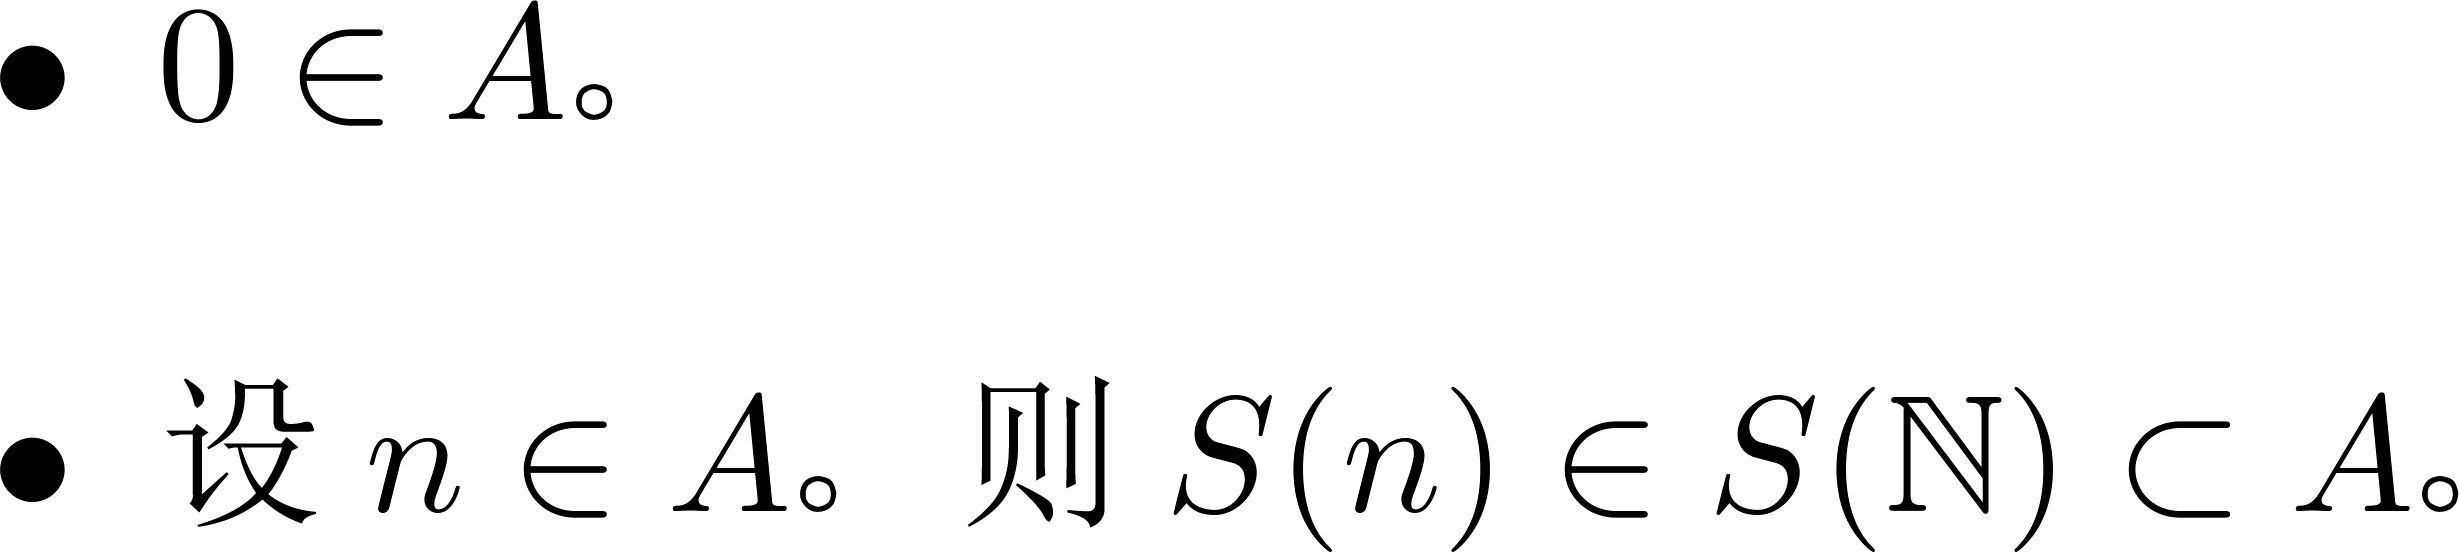 • 0 ∈ A。
• 设 n ∈ A。 则 S(n) ∈ S(ℕ) ⊂ A。